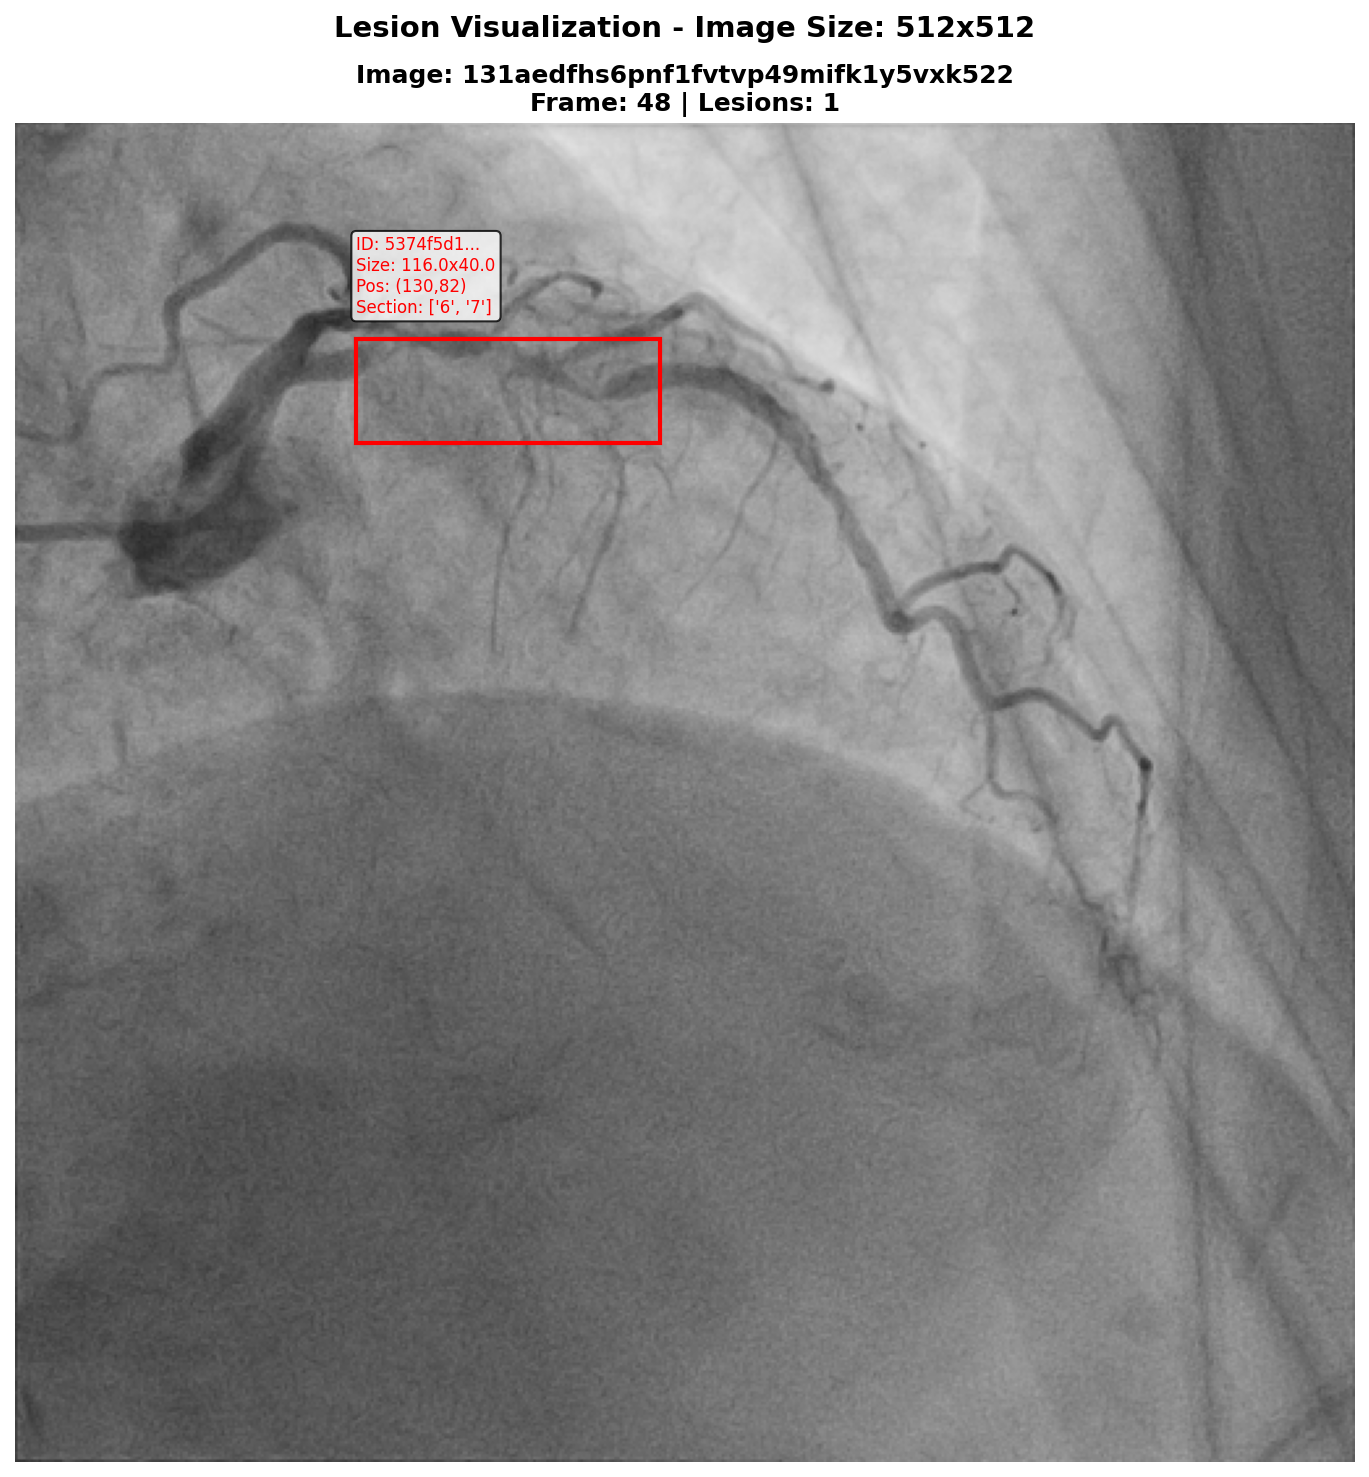 Lesion Visualization - Image Size: 512x512
Image: 131aedfhs6pnf1fvtvp49mifk1y5vxk522
Frame: 48 | Lesions: 1
ID: 5374f5d1...
Size: 116.0x40.0
Pos: (130,82)
Section: ['6', '7']